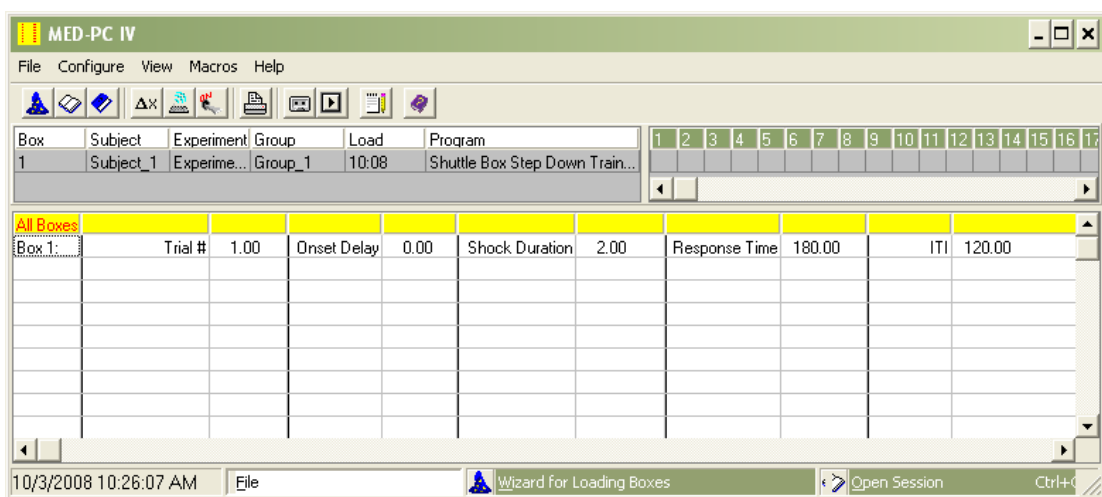 MED-PC IV
File Configure View Macros Help
Δx
Box Subject Experiment Group Load Program
1 2 3 4 5 6 7 8 9 10 11 12 13 14 15 16 17
1 Subject_1 Experime... Group_1 10:08 Shuttle Box Step Down Train...
All Boxes
Box 1: Trial # 1.00 Onset Delay 0.00 Shock Duration 2.00 Response Time 180.00 ITI 120.00
10/3/2008 10:26:07 AM File Wizard for Loading Boxes Open Session